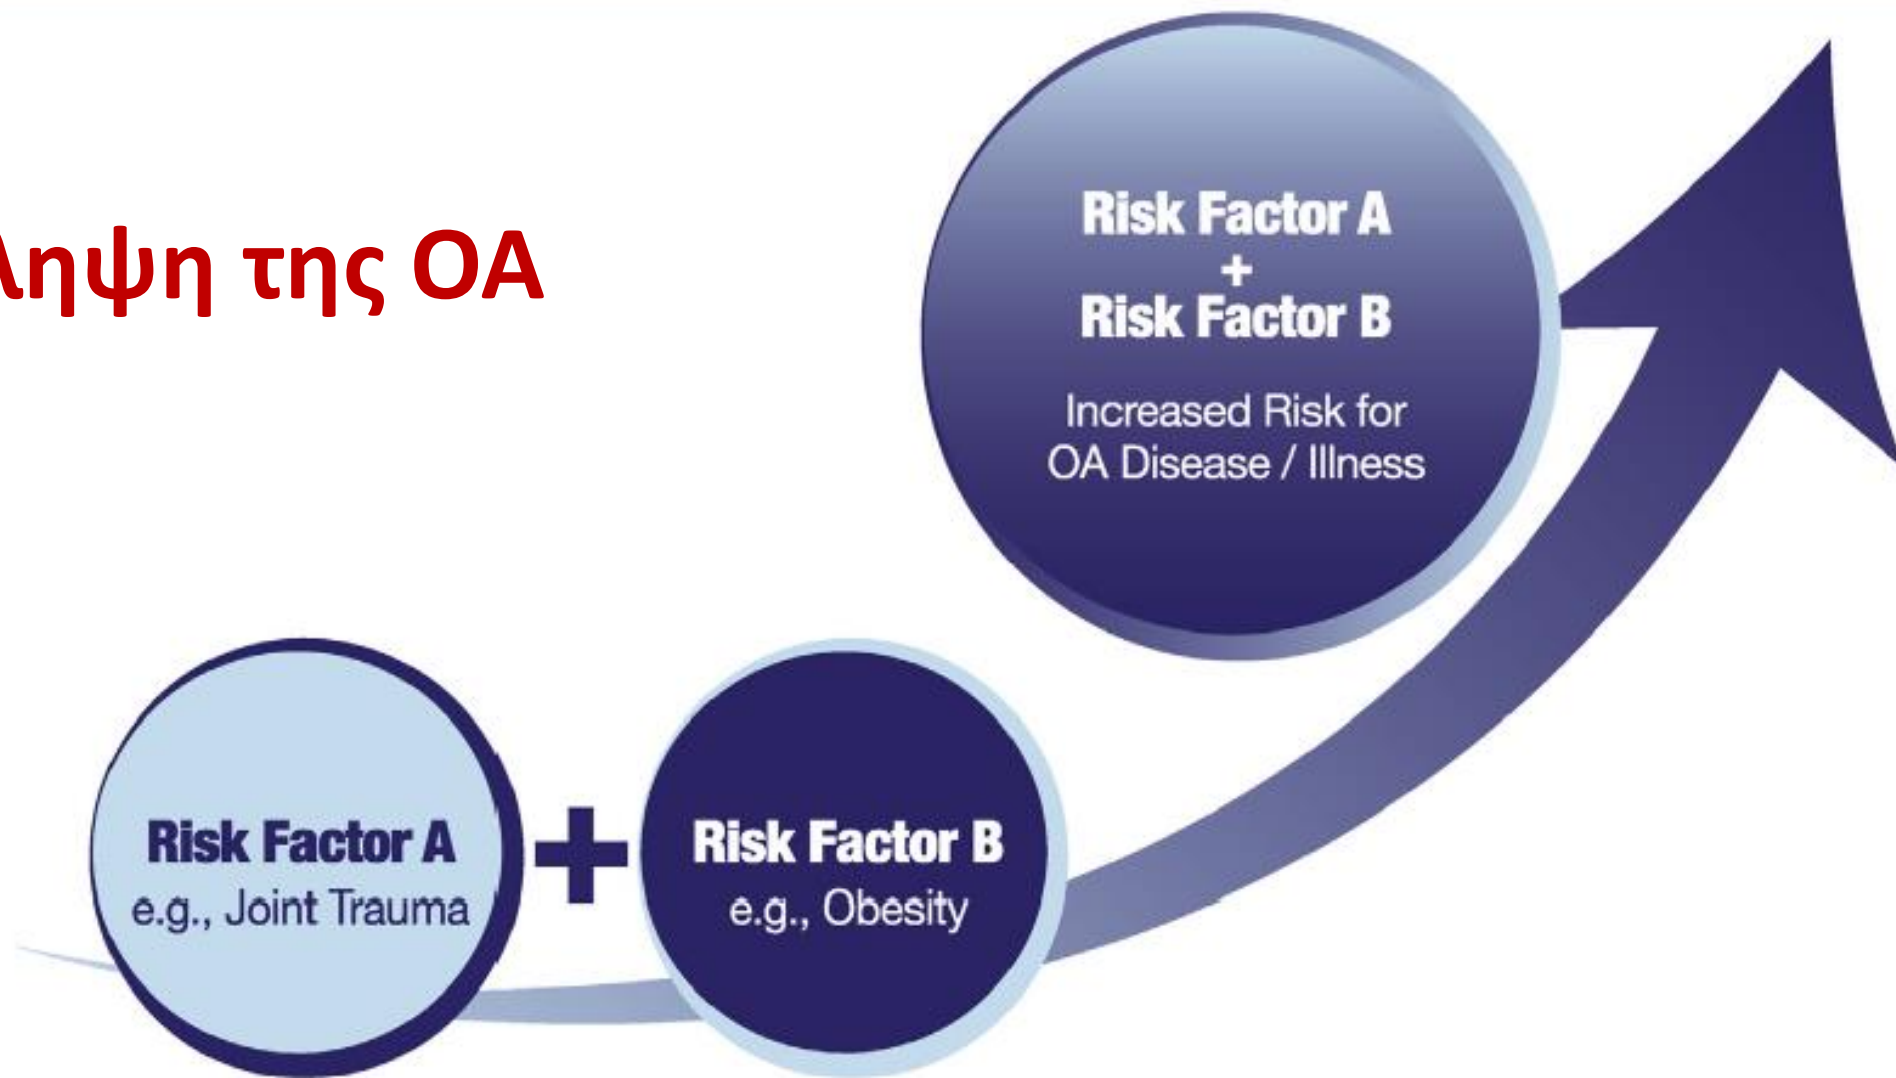 ληψη της ΟΑ
Risk Factor A
+
Risk Factor B
Increased Risk for
OA Disease / Illness
Risk Factor A
e.g., Joint Trauma
+
Risk Factor B
e.g., Obesity